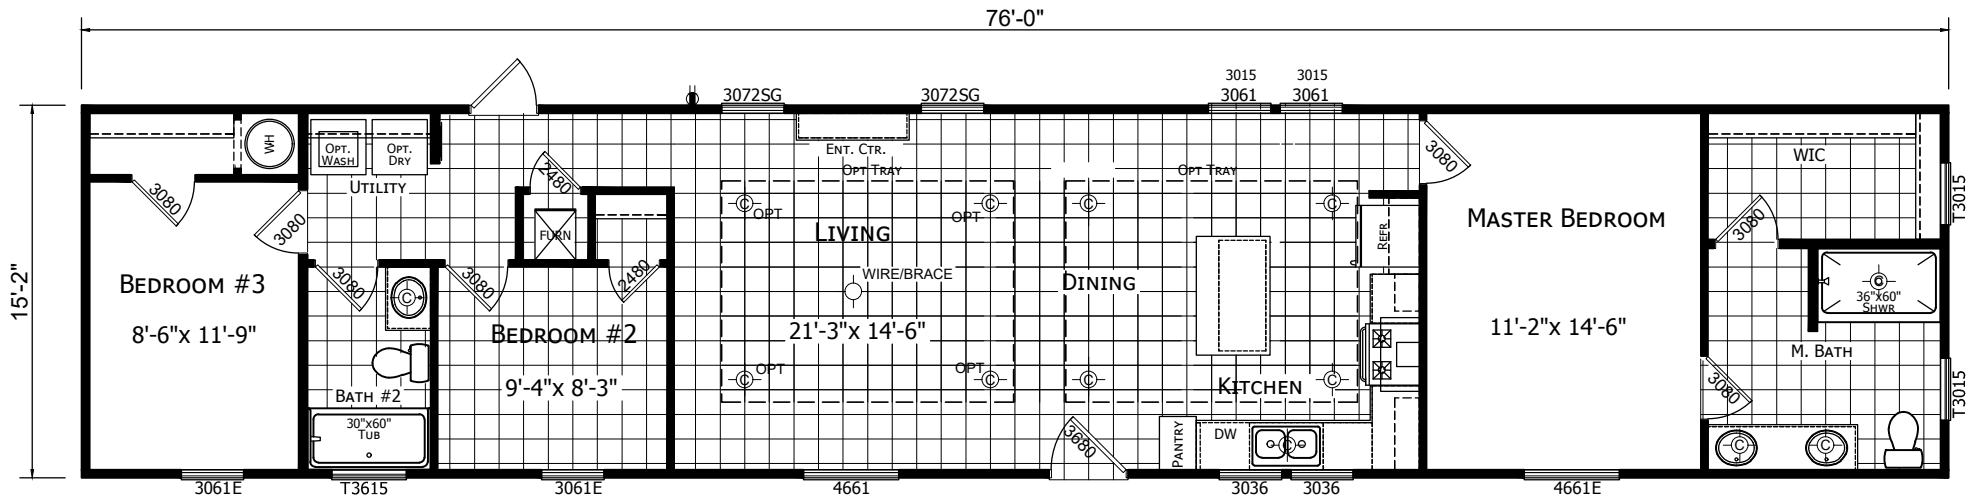 76'-0"
15'-2"
3015
3015
3072SG
3072SG
3061
3061
WH
OPT.
WASH
OPT.
DRY
UTILITY
ENT. CTR.
OPT TRAY
OPT TRAY
3080
3080
3080
2480
FURN
2480
3080
3080
BEDROOM #3
8'-6"x 11'-9"
C
BATH #2
30"x60"
TUB
BEDROOM #2
9'-4"x 8'-3"
C
OPT
OPT
C
LIVING
WIRE/BRACE
21'-3"x 14'-6"
C
OPT
OPT
C
C
C
DINING
REFR
C
C
KITCHEN
3680
PANTRY
DW
C
MASTER BEDROOM
11'-2"x 14'-6"
WIC
3080
T3015
C
36"x60"
SHWR
M. BATH
3080
T3015
C
C
3061E
T3615
3061E
4661
3036
3036
4661E